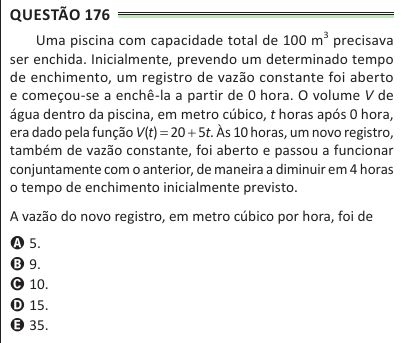 QUESTÃO 176
Uma piscina com capacidade total de 100 m³ precisava
ser enchida. Inicialmente, prevendo um determinado tempo
de enchimento, um registro de vazão constante foi aberto
e começou-se a enchê-la a partir de 0 hora. O volume V de
água dentro da piscina, em metro cúbico, t horas após 0 hora,
era dado pela função V(t) = 20 + 5t. Às 10 horas, um novo registro,
também de vazão constante, foi aberto e passou a funcionar
conjuntamente com o anterior, de maneira a diminuir em 4 horas
o tempo de enchimento inicialmente previsto.
A vazão do novo registro, em metro cúbico por hora, foi de
A 5.
B 9.
C 10.
D 15.
E 35.